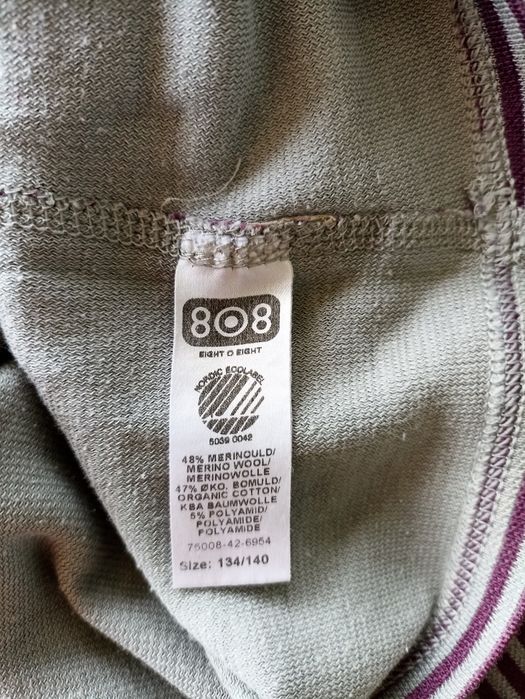 808
EIGHT O EIGHT
NORDIC ECOLABEL
5039 0042
48% MERINOULD/
MERINO WOOL/
MERINOWOLLE
47% ØKO. BOMULD/
ORGANIC COTTON/
KBA BAUMWOLLE
5% POLYAMID/
POLYAMIDE/
POLYAMIDE
75008-42-6954
Size: 134/140